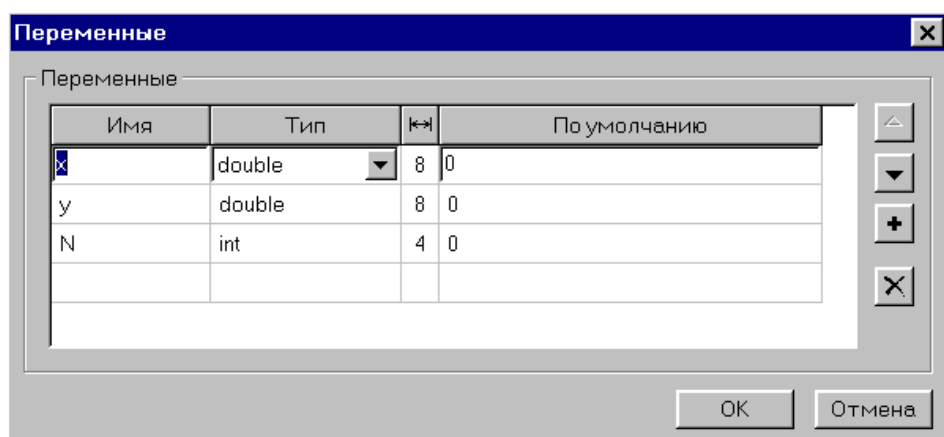 Переменные
Переменные
Имя Тип По умолчанию
x double 8 0
y double 8 0
N int 4 0
OK Отмена